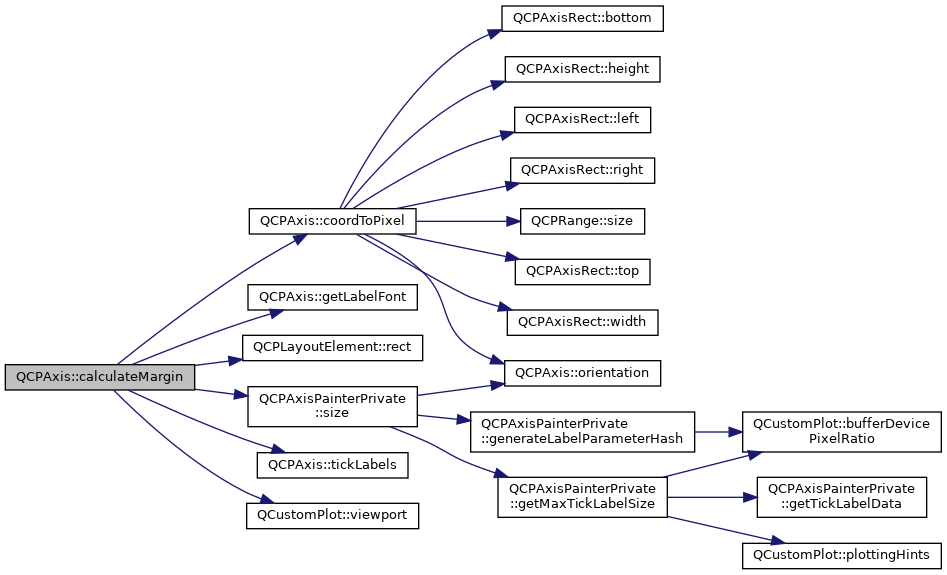 QCPAxisRect::bottom
QCPAxisRect::height
QCPAxisRect::left
QCPAxisRect::right
QCPAxis::coordToPixel
QCPRange::size
QCPAxisRect::top
QCPAxis::getLabelFont
QCPAxisRect::width
QCPLayoutElement::rect
QCPAxis::calculateMargin
QCPAxis::orientation
QCPAxisPainterPrivate
::size
QCPAxisPainterPrivate
::generateLabelParameterHash
QCustomPlot::bufferDevice
PixelRatio
QCPAxis::tickLabels
QCPAxisPainterPrivate
::getMaxTickLabelSize
QCPAxisPainterPrivate
::getTickLabelData
QCustomPlot::viewport
QCustomPlot::plottingHints